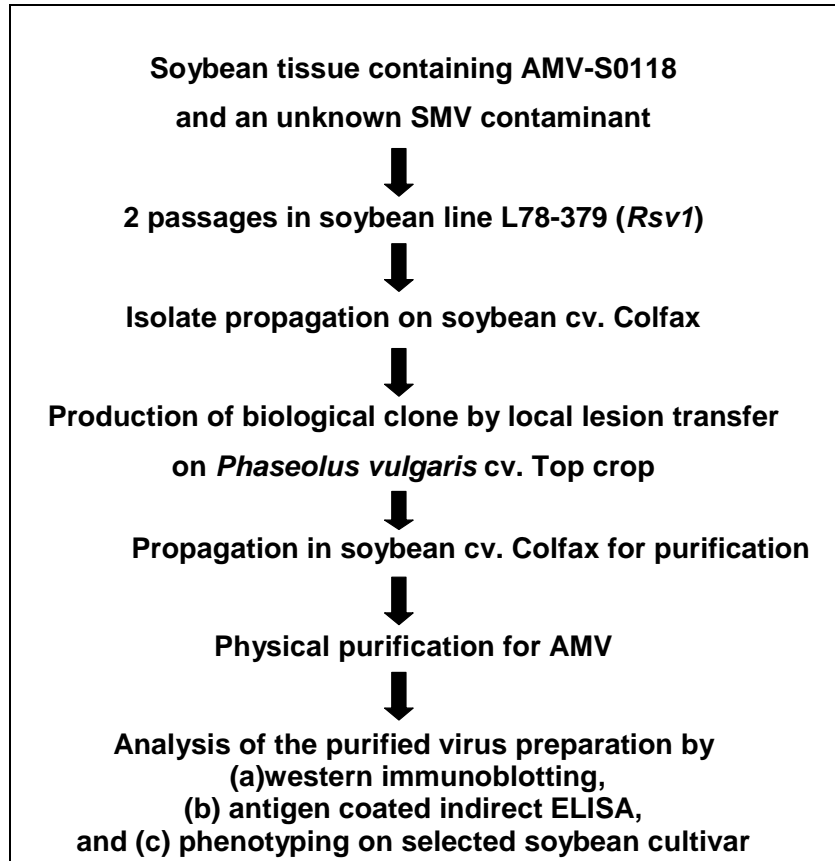 Soybean tissue containing AMV-S0118
and an unknown SMV contaminant
2 passages in soybean line L78-379 (Rsv1)
Isolate propagation on soybean cv. Colfax
Production of biological clone by local lesion transfer
on Phaseolus vulgaris cv. Top crop
Propagation in soybean cv. Colfax for purification
Physical purification for AMV
Analysis of the purified virus preparation by
(a)western immunoblotting,
(b) antigen coated indirect ELISA,
and (c) phenotyping on selected soybean cultivar